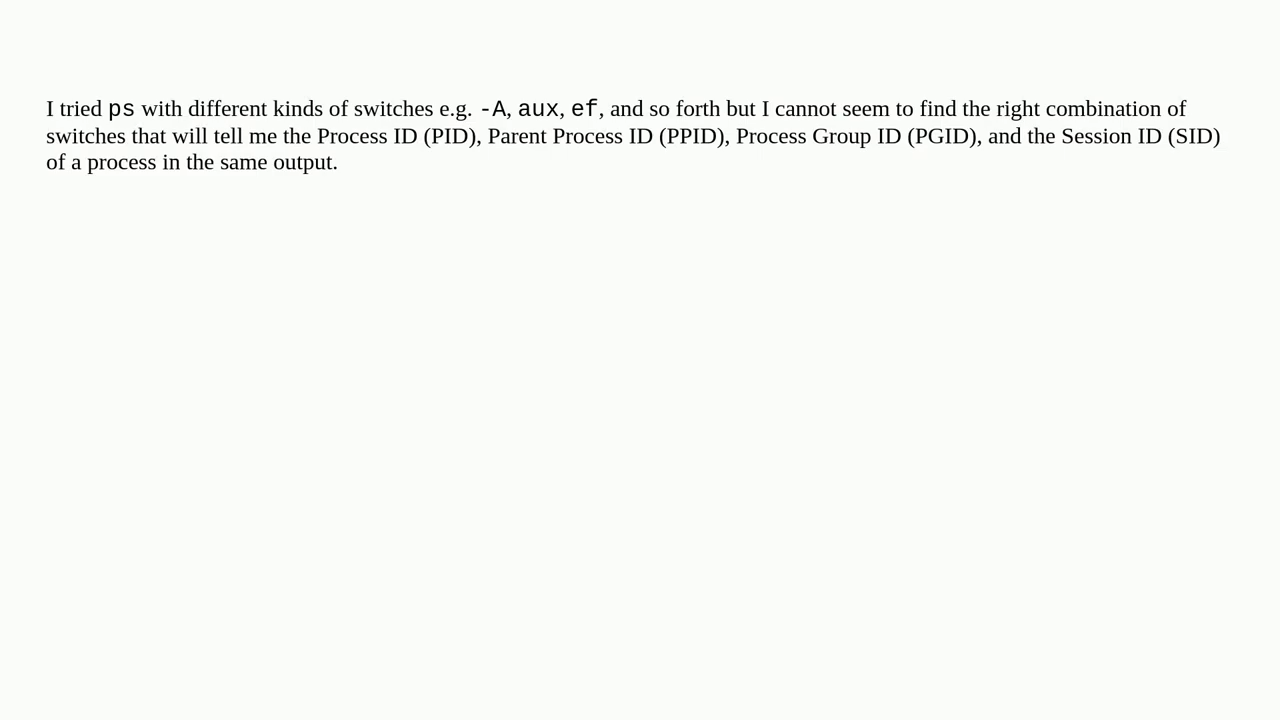 I tried ps with different kinds of switches e.g. -A, aux, ef, and so forth but I cannot seem to find the right combination of
switches that will tell me the Process ID (PID), Parent Process ID (PPID), Process Group ID (PGID), and the Session ID (SID)
of a process in the same output.